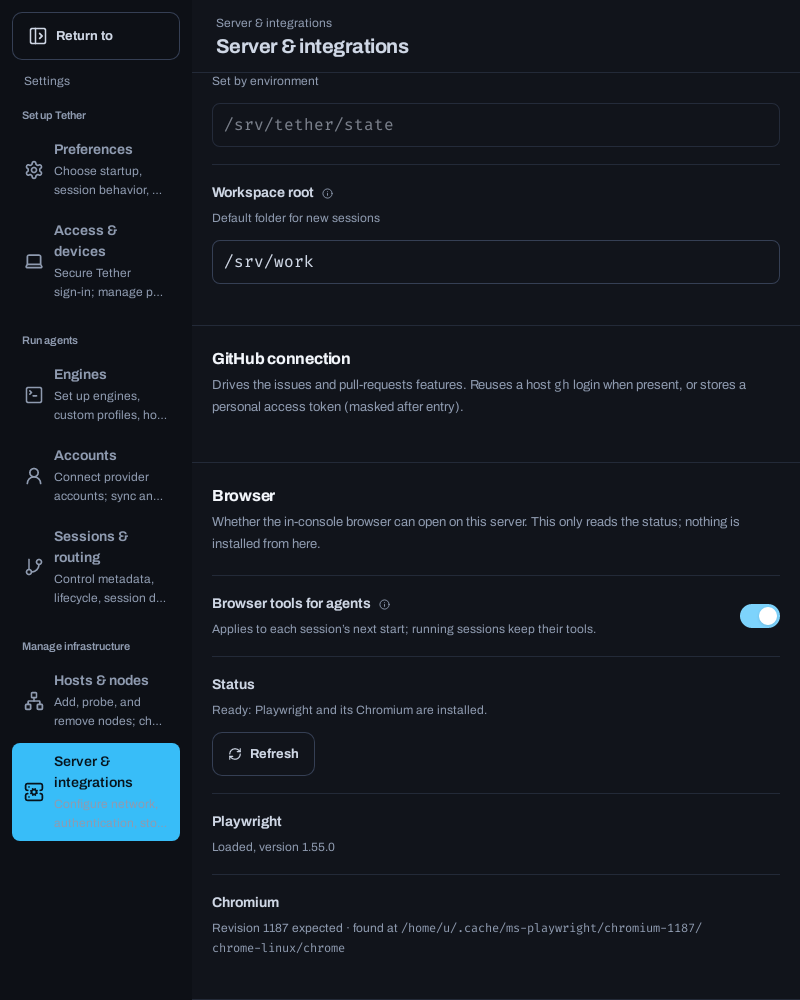 Return to
Settings
Set up Tether
Preferences
Choose startup,
session behavior, ...
Access &
devices
Secure Tether
sign-in; manage p...
Run agents
Engines
Set up engines,
custom profiles, ho...
Accounts
Connect provider
accounts; sync an...
Sessions &
routing
Control metadata,
lifecycle, session d...
Manage infrastructure
Hosts & nodes
Add, probe, and
remove nodes; ch...
Server &
integrations
Server & integrations
Server & integrations
Set by environment
/srv/tether/state
Workspace root
Default folder for new sessions
/srv/work
GitHub connection
Drives the issues and pull-requests features. Reuses a host gh login when present, or stores a
personal access token (masked after entry).
Browser
Whether the in-console browser can open on this server. This only reads the status; nothing is
installed from here.
Browser tools for agents
Applies to each session's next start; running sessions keep their tools.
Status
Ready: Playwright and its Chromium are installed.
Refresh
Playwright
Loaded, version 1.55.0
Chromium
Revision 1187 expected · found at /home/u/.cache/ms-playwright/chromium-1187/
chrome-linux/chrome